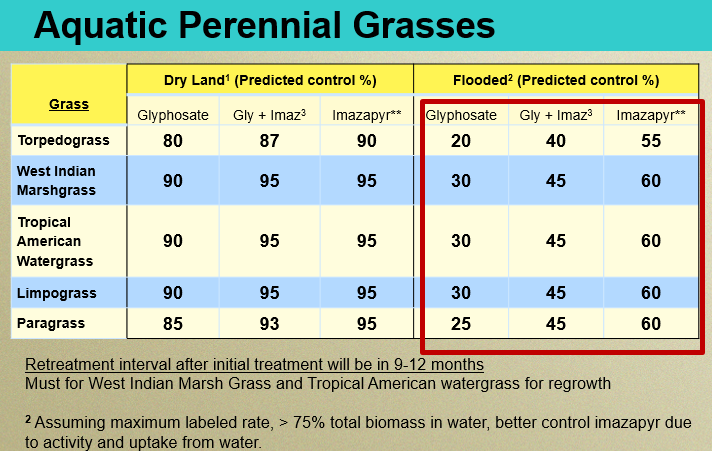 Aquatic Perennial Grasses
Grass Dry Land¹ (Predicted control %) Flooded² (Predicted control %)
Glyphosate Gly + Imaz³ Imazapyr** Glyphosate Gly + Imaz³ Imazapyr**
Torpedograss 80 87 90 20 40 55
West Indian
Marshgrass 90 95 95 30 45 60
Tropical
American
Watergrass 90 95 95 30 45 60
Limpograss 90 95 95 30 45 60
Paragrass 85 93 95 25 45 60
Retreatment interval after initial treatment will be in 9-12 months
Must for West Indian Marsh Grass and Tropical American watergrass for regrowth
² Assuming maximum labeled rate, > 75% total biomass in water, better control imazapyr due
to activity and uptake from water.